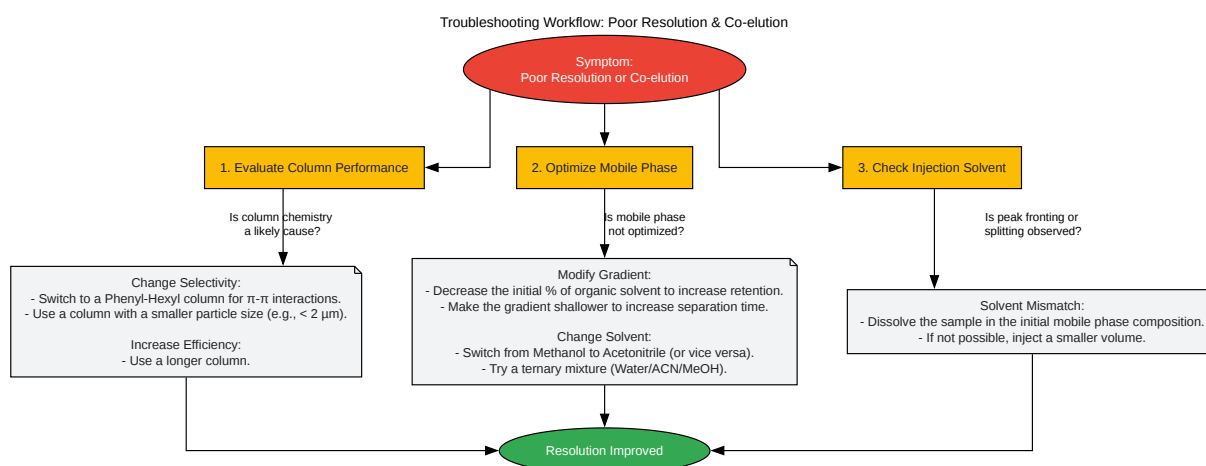 Troubleshooting Workflow: Poor Resolution & Co-elution
Symptom:
Poor Resolution or Co-elution
1. Evaluate Column Performance
2. Optimize Mobile Phase
3. Check Injection Solvent
Is column chemistry
a likely cause?
Is mobile phase
not optimized?
Is peak fronting or
splitting observed?
Change Selectivity:
- Switch to a Phenyl-Hexyl column for π-π interactions.
- Use a column with a smaller particle size (e.g., < 2 µm).
Increase Efficiency:
- Use a longer column.
Modify Gradient:
- Decrease the initial % of organic solvent to increase retention.
- Make the gradient shallower to increase separation time.
Change Solvent:
- Switch from Methanol to Acetonitrile (or vice versa).
- Try a ternary mixture (Water/ACN/MeOH).
Solvent Mismatch:
- Dissolve the sample in the initial mobile phase composition.
- If not possible, inject a smaller volume.
Resolution Improved